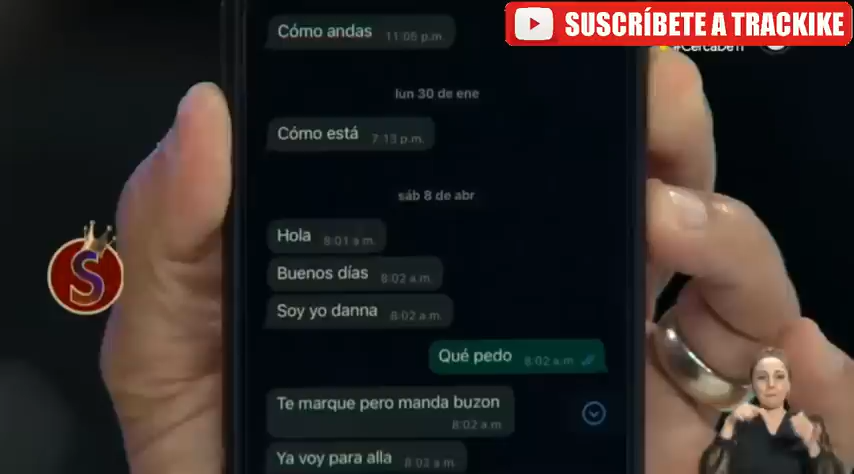 SUSCRÍBETE A TRACKIKE
#CercaDeTi
Cómo andas 11:05 p.m.
lun 30 de ene
Cómo está 7:13 p.m.
sáb 8 de abr
Hola 8:01 a.m.
Buenos días 8:02 a.m.
Soy yo danna 8:02 a.m.
Qué pedo 8:02 a.m
Te marque pero manda buzon
8:02 a.m
Ya voy para alla 8:03 a.m
S